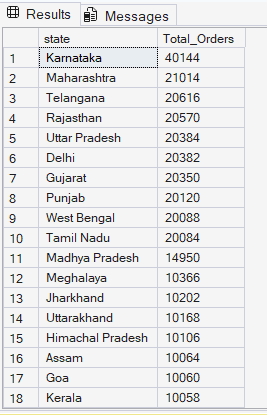 Results Messages
state Total_Orders
1 Karnataka 40144
2 Maharashtra 21014
3 Telangana 20616
4 Rajasthan 20570
5 Uttar Pradesh 20384
6 Delhi 20382
7 Gujarat 20350
8 Punjab 20120
9 West Bengal 20088
10 Tamil Nadu 20084
11 Madhya Pradesh 14950
12 Meghalaya 10366
13 Jharkhand 10202
14 Uttarakhand 10168
15 Himachal Pradesh 10106
16 Assam 10064
17 Goa 10060
18 Kerala 10058